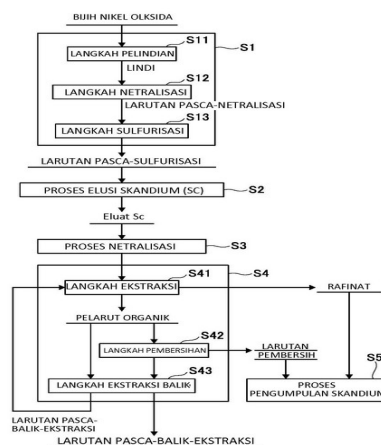 BIJIH NIKEL OLKSIDA
S11
S1
LANGKAH PELINDIAN
LINDI
S12
LANGKAH NETRALISASI
LARUTAN PASCA-NETRALISASI
S13
LANGKAH SULFURISASI
LARUTAN PASCA-SULFURISASI
PROSES ELUSI SKANDIUM (SC)
S2
Eluat Sc
PROSES NETRALISASI
S3
S41
S4
LANGKAH EKSTRAKSI
RAFINAT
PELARUT ORGANIK
S42
LANGKAH PEMBERSIHAN
LARUTAN
PEMBERSIH
S43
S5
LANGKAH EKSTRAKSI BALIK
PROSES
PENGUMPULAN SKANDIUM
LARUTAN PASCA-
BALIK-EKSTRAKSI
LARUTAN PASCA-BALIK-EKSTRAKSI